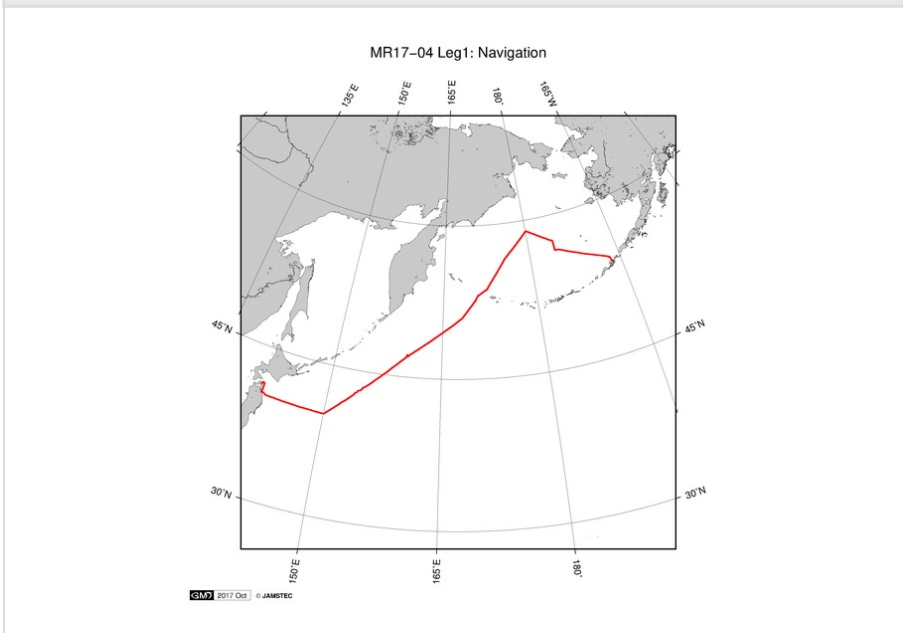 MR17−04 Leg1: Navigation
135˚E
150˚E
165˚E
180˚
165˚W
45˚N
45˚N
30˚N
30˚N
150˚E
165˚E
180˚
GMT 2017 Oct © JAMSTEC